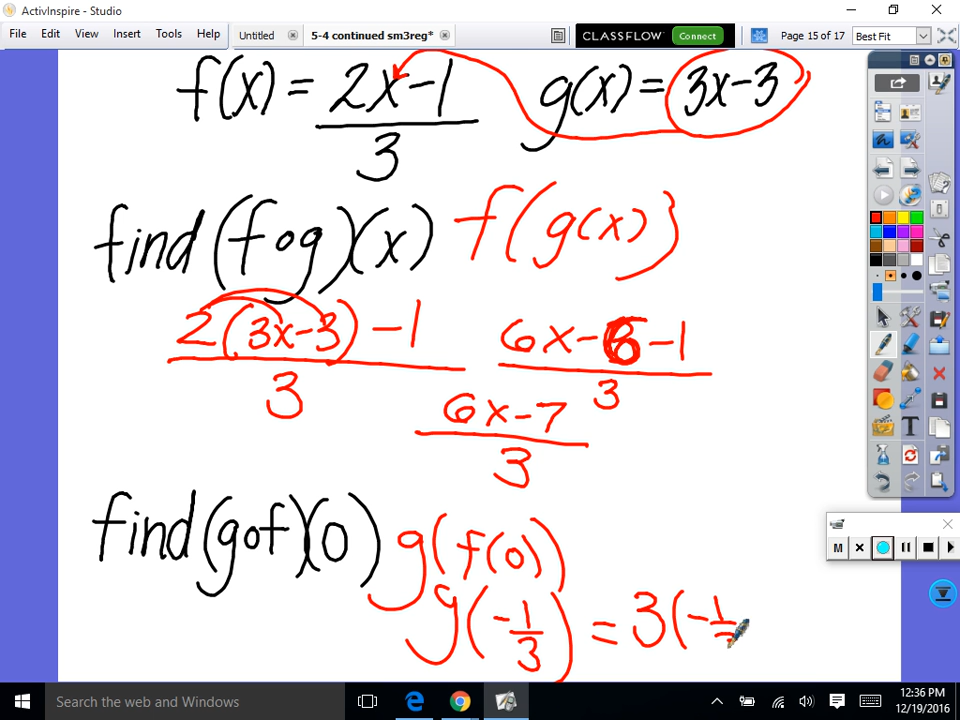 ActivInspire - Studio
File Edit View Insert Tools Help Untitled 5-4 continued sm3reg* CLASSFLOW Connect Page 15 of 17 Best Fit
f(x) = 2x-1 g(x) = 3x-3
3
find (fog)(x) f(g(x))
2(3x-3)-1 6x-6-1
3 3
6x-7
3
find (gof)(0) g(f(0))
g(-1/3) = 3(-1
M
Search the web and Windows 12:36 PM
12/19/2016